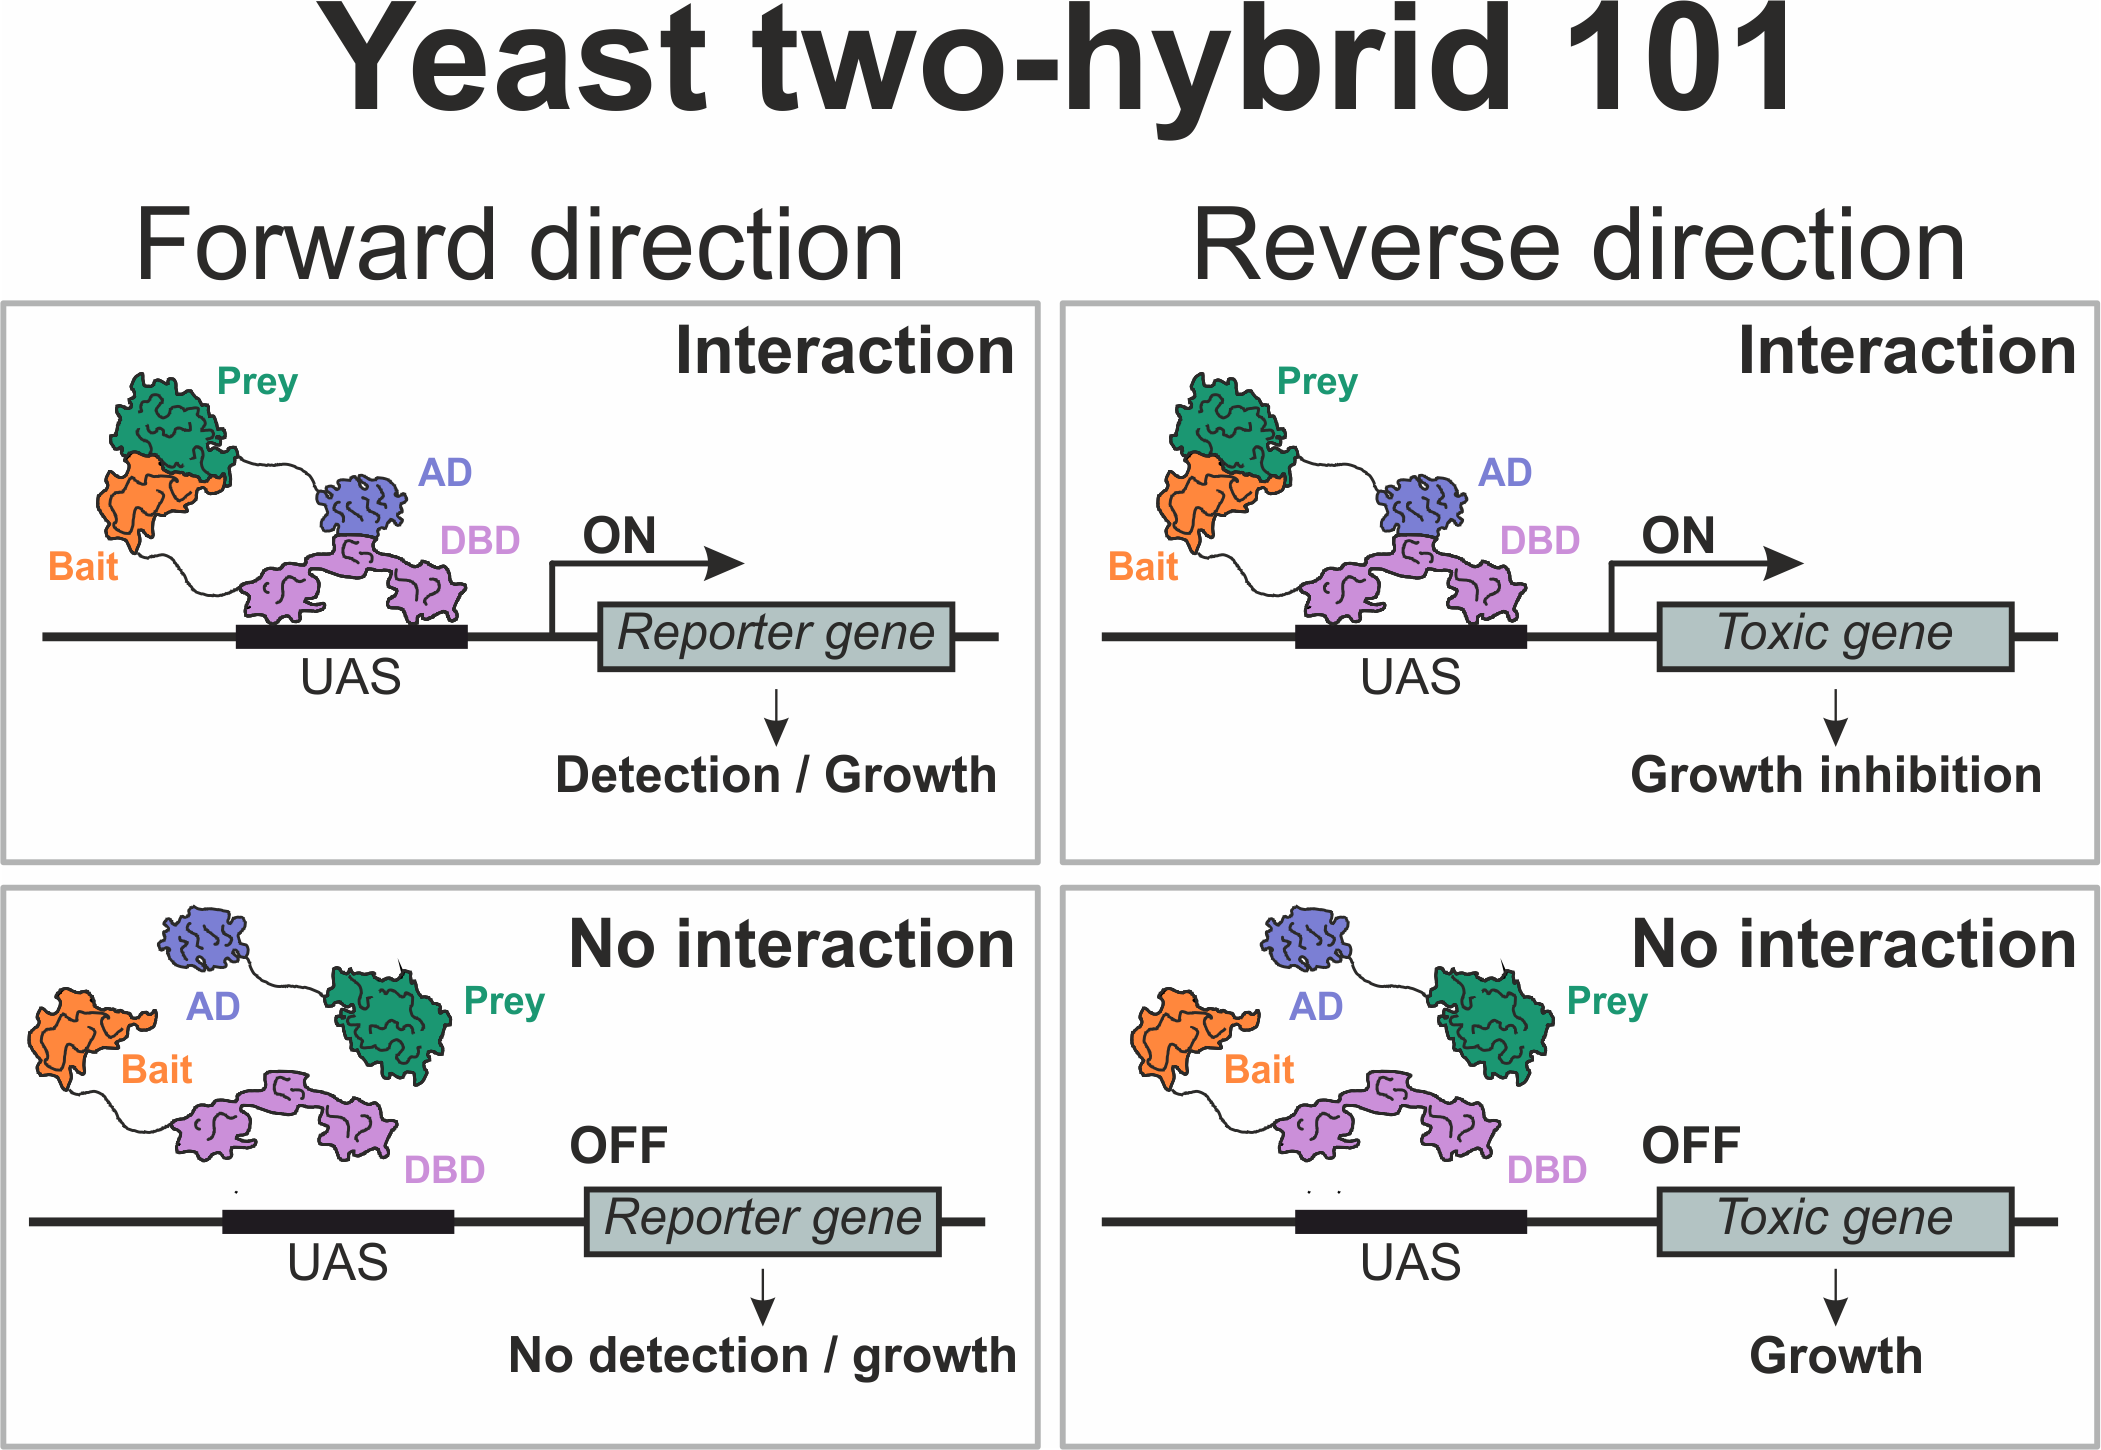 Yeast two-hybrid 101
Forward direction
Interaction
Prey
AD
DBD
Bait
ON
Reporter gene
UAS
Detection / Growth
Reverse direction
Interaction
Prey
AD
DBD
Bait
ON
Toxic gene
UAS
Growth inhibition
No interaction
AD
Prey
Bait
DBD
OFF
Reporter gene
UAS
No detection / growth
No interaction
AD
Prey
Bait
DBD
OFF
Toxic gene
UAS
Growth